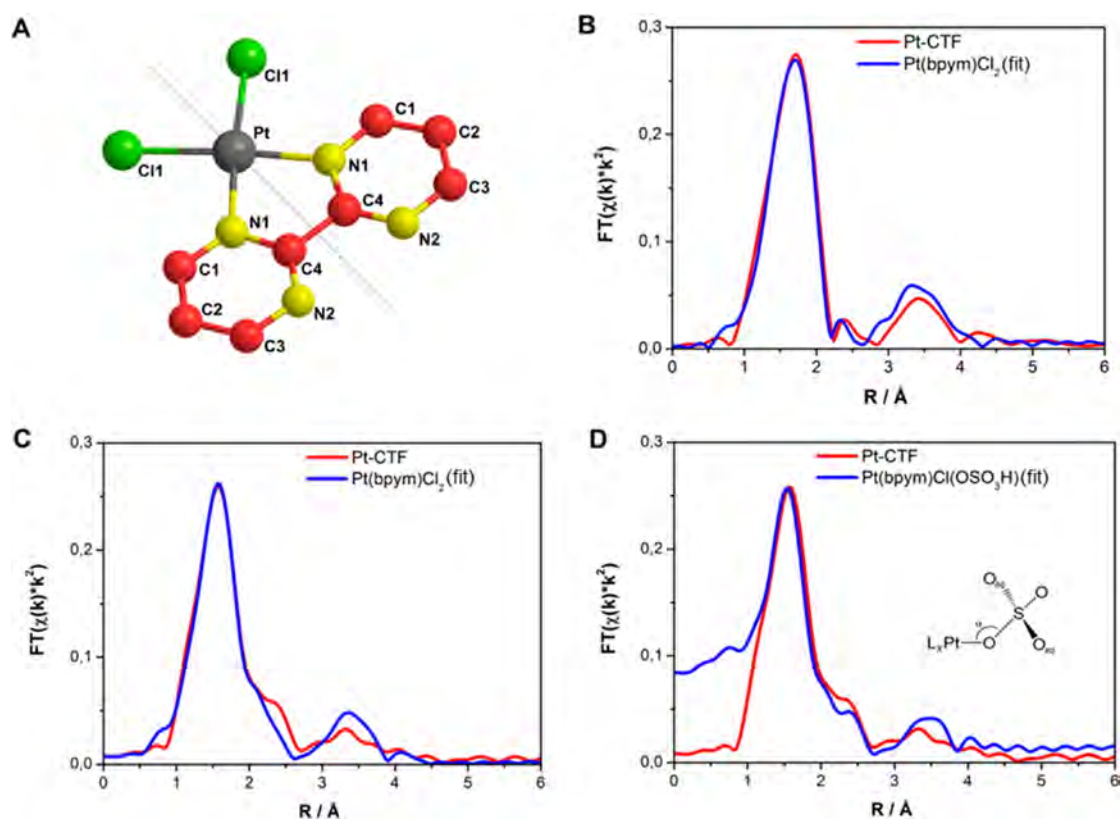 A
Cl1
Cl1
Pt
N1
C1
C2
C3
C4
N2
N1
C4
C1
C2
N2
C3
B
Pt-CTF
Pt(bpym)Cl2(fit)
FT(χ(k)*k²)
0,3
0,2
0,1
0,0
0 1 2 3 4 5 6
R / Å
C
Pt-CTF
Pt(bpym)Cl2(fit)
FT(χ(k)*k²)
0,3
0,2
0,1
0,0
0 1 2 3 4 5 6
R / Å
D
Pt-CTF
Pt(bpym)Cl(OSO3H)(fit)
FT(χ(k)*k²)
0,3
0,2
0,1
0,0
O
O
S
LxPt
O
O
0 1 2 3 4 5 6
R / Å